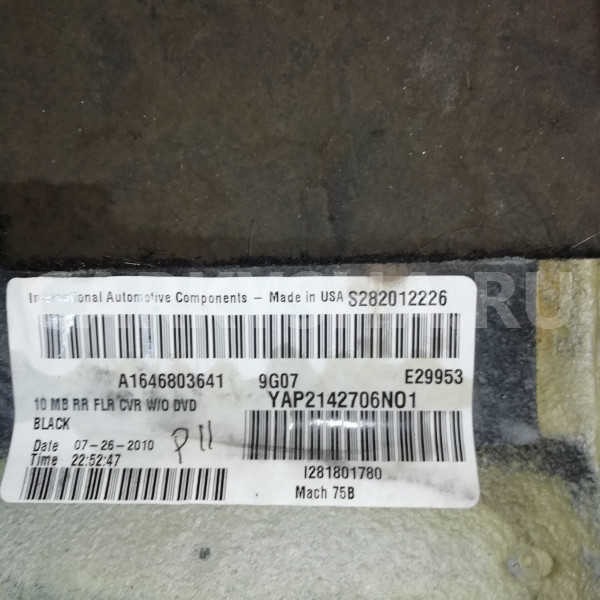 International Automotive Components - Made in USA S282012226
A1646803641 9G07 E29953
10 MB RR FLR CVR W/O DVD YAP2142706N01
BLACK
Date 07-26-2010 P11
Time 22:52:47
I281801780
Mach 75B